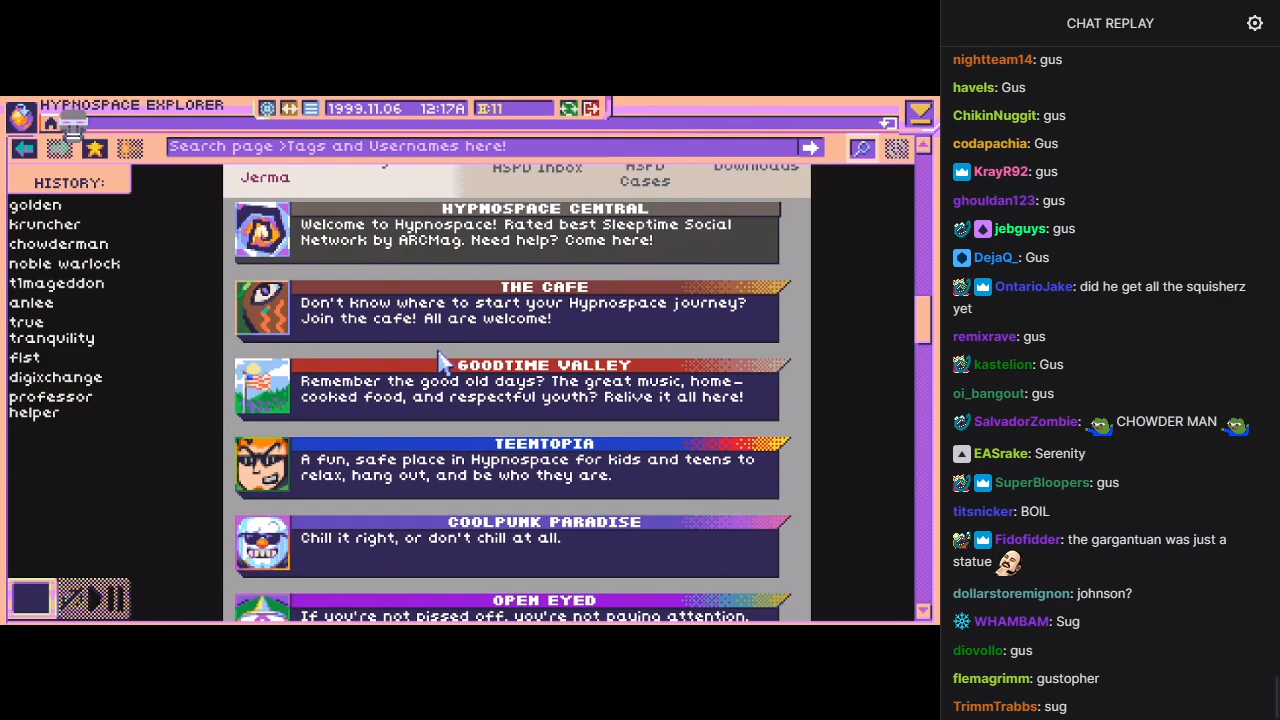 HYPNOSPACE EXPLORER
1999.11.06 12:17A
:11
Search page >Tags and Usernames here!
HISTORY:
golden
kruncher
chowderman
noble warlock
t1mageddon
anlee
true
tranquility
fist
digixchange
professor
helper
Jerma
HSPD Inbox
HSPD
Cases
Downloads
HYPNOSPACE CENTRAL
Welcome to Hypnospace! Rated best Sleeptime Social
Network by ARCMag. Need help? Come here!
THE CAFE
Don't know where to start your Hypnospace journey?
Join the cafe! All are welcome!
GOODTIME VALLEY
Remember the good old days? The great music, home-
cooked food, and respectful youth? Relive it all here!
TEENTOPIA
A fun, safe place in Hypnospace for kids and teens to
relax, hang out, and be who they are.
COOLPUNK PARADISE
Chill it right, or don't chill at all.
OPEN EYED
If you're not pissed off, you're not paying attention.
CHAT REPLAY
nightteam14: gus
havels: Gus
ChikinNuggit: gus
codapachia: Gus
KrayR92: gus
ghouldan123: gus
jebguys: gus
DejaQ_: Gus
OntarioJake: did he get all the squisherz
yet
remixrave: gus
kastelion: Gus
oi_bangout: gus
SalvadorZombie: CHOWDER MAN
EASrake: Serenity
SuperBloopers: gus
titsnicker: BOIL
Fidofidder: the gargantuan was just a
statue
dollarstoremignon: johnson?
WHAMBAM: Sug
diovollo: gus
flemagrimm: gustopher
TrimmTrabbs: sug